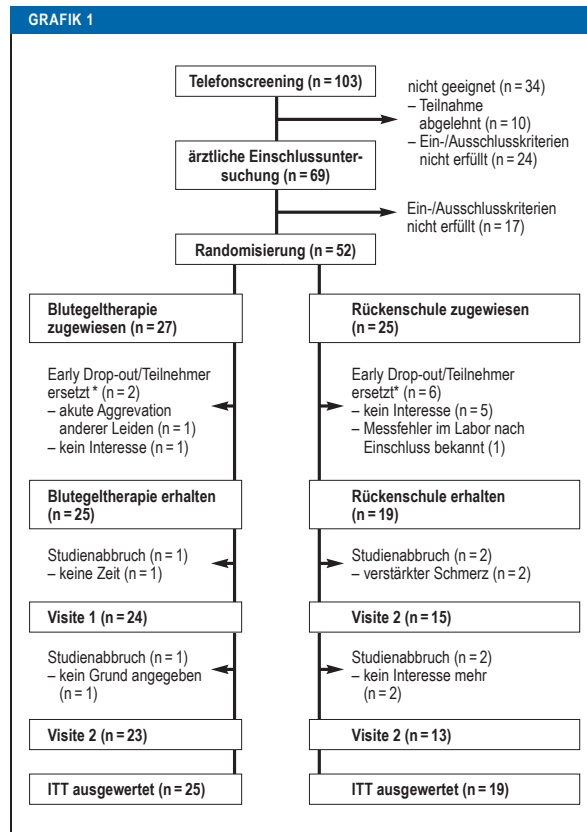 GRAFIK 1
Telefonscreening (n = 103)
nicht geeignet (n = 34)
– Teilnahme
abgelehnt (n = 10)
– Ein-/Ausschlusskriterien
nicht erfüllt (n = 24)
ärztliche Einschlussunter-
suchung (n = 69)
Ein-/Ausschlusskriterien
nicht erfüllt (n = 17)
Randomisierung (n = 52)
Blutegeltherapie
zugewiesen (n = 27)
Rückenschule zugewiesen
(n = 25)
Early Drop-out/Teilnehmer
ersetzt * (n = 2)
– akute Aggrevation
anderer Leiden (n = 1)
– kein Interesse (n = 1)
Early Drop-out/Teilnehmer
ersetzt* (n = 6)
– kein Interesse (n = 5)
– Messfehler im Labor nach
Einschluss bekannt (1)
Blutegeltherapie erhalten
(n = 25)
Rückenschule erhalten
(n = 19)
Studienabbruch (n = 1)
– keine Zeit (n = 1)
Studienabbruch (n = 2)
– verstärkter Schmerz (n = 2)
Visite 1 (n = 24)
Visite 2 (n = 15)
Studienabbruch (n = 1)
– kein Grund angegeben
(n = 1)
Studienabbruch (n = 2)
– kein Interesse mehr
(n = 2)
Visite 2 (n = 23)
Visite 2 (n = 13)
ITT ausgewertet (n = 25)
ITT ausgewertet (n = 19)